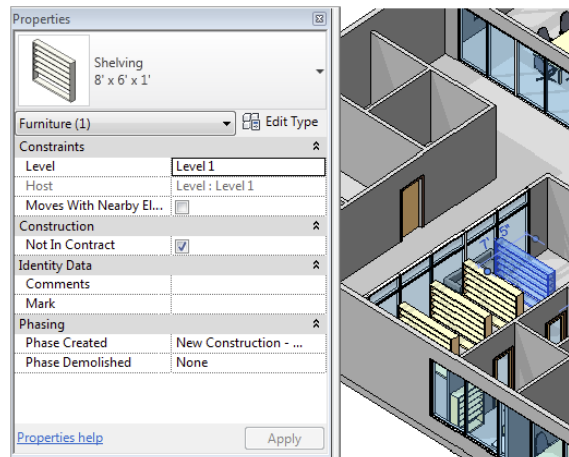 Properties
Shelving
8' x 6' x 1'
Furniture (1)
Edit Type
Constraints
Level Level 1
Host Level : Level 1
Moves With Nearby El...
Construction
Not In Contract
Identity Data
Comments
Mark
Phasing
Phase Created New Construction - ...
Phase Demolished None
Properties help
Apply